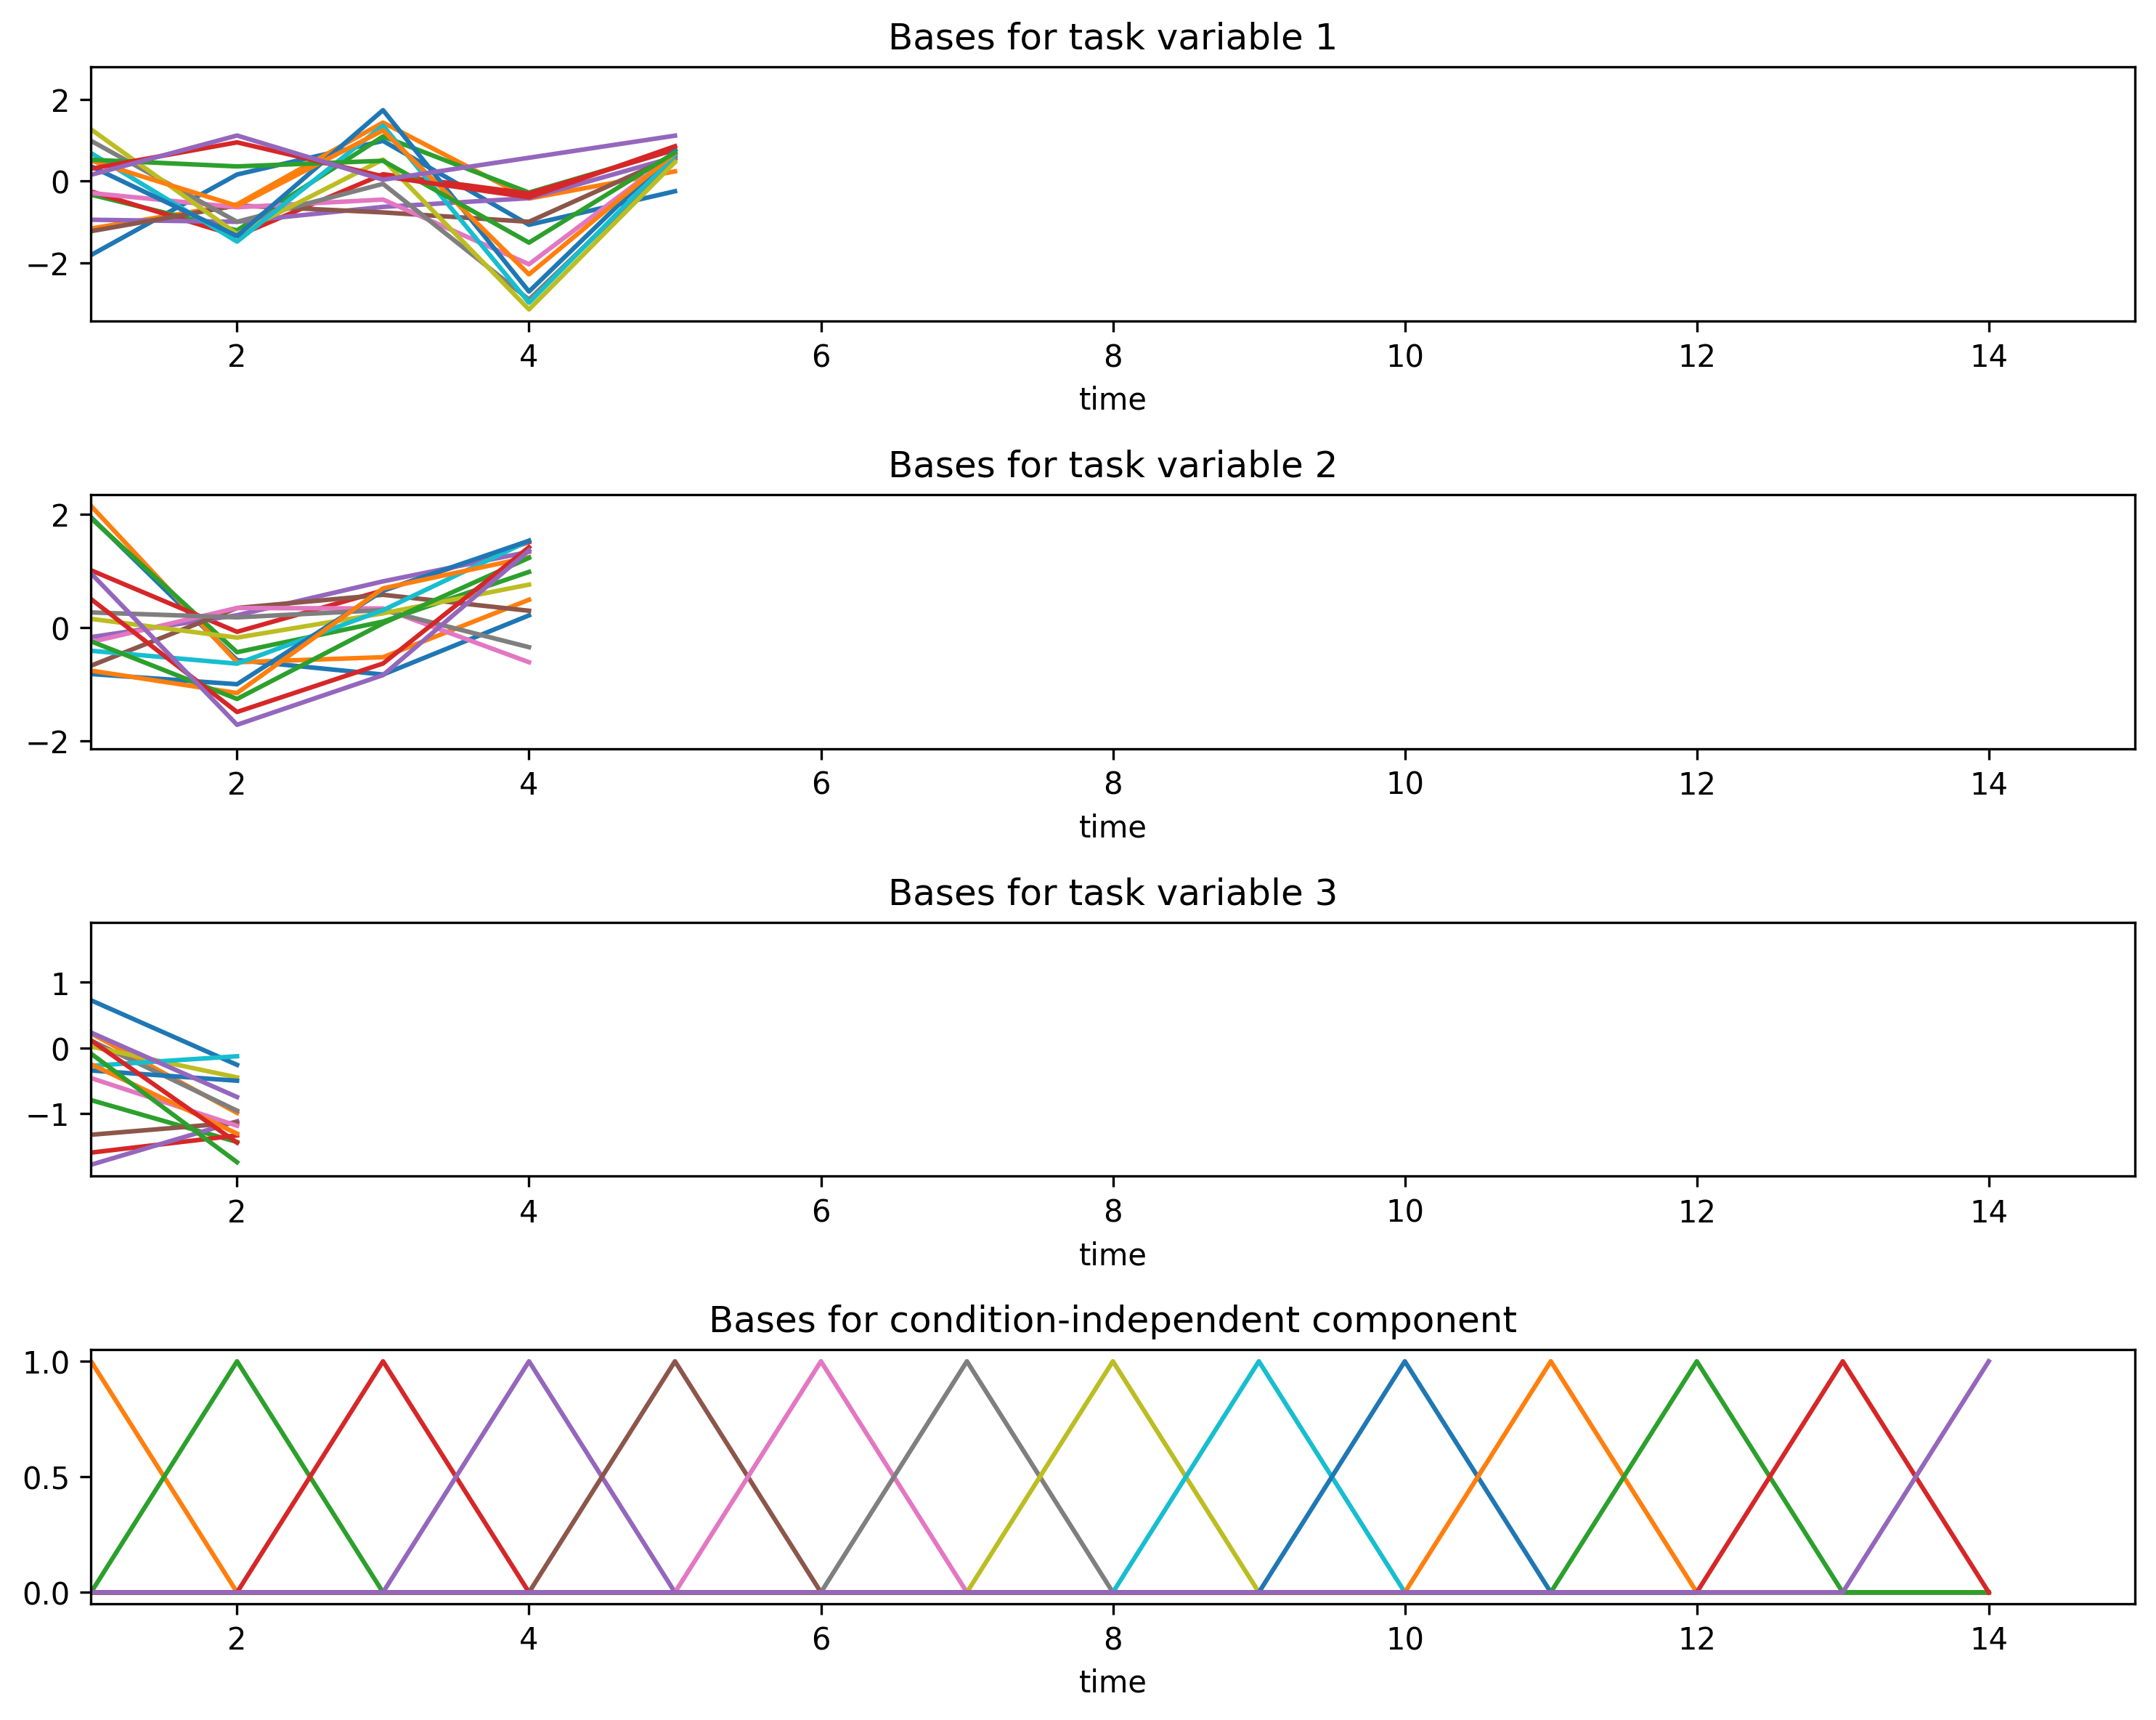 Bases for task variable 1
2
0
−2
2 4 6 8 10 12 14
time
Bases for task variable 2
2
0
−2
2 4 6 8 10 12 14
time
Bases for task variable 3
1
0
−1
2 4 6 8 10 12 14
time
Bases for condition-independent component
1.0
0.5
0.0
2 4 6 8 10 12 14
time